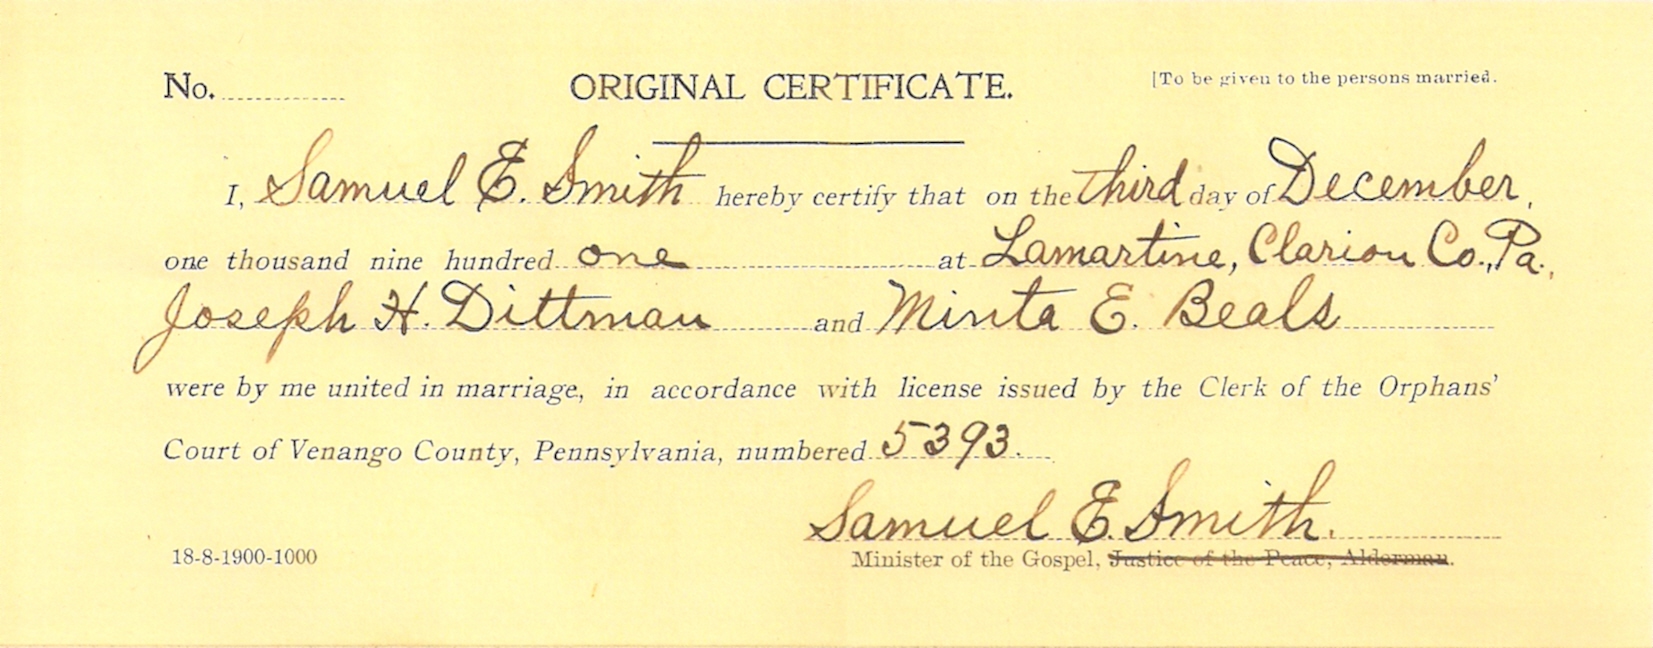 No. ORIGINAL CERTIFICATE. [To be given to the persons married.
I, Samuel E. Smith hereby certify that on the third day of December,
one thousand nine hundred one at Lamartine, Clarion Co., Pa.,
Joseph H. Dittman and Minta E. Beals
were by me united in marriage, in accordance with license issued by the Clerk of the Orphans'
Court of Venango County, Pennsylvania, numbered 5393.
Samuel E. Smith.
18-8-1900-1000 Minister of the Gospel, Justice of the Peace, Alderman.